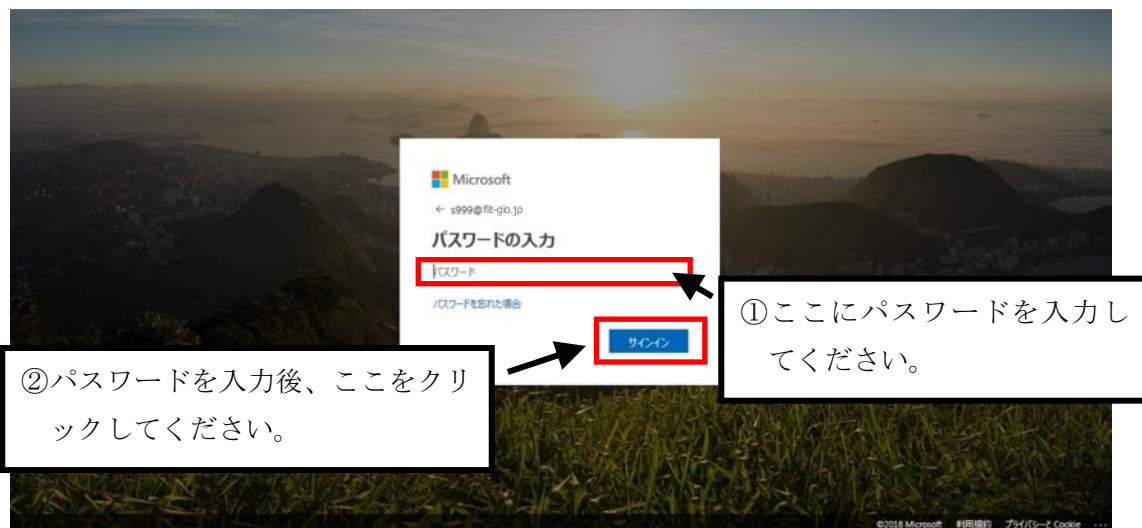 Microsoft
← s999@fit-gio.jp
パスワードの入力
パスワード
パスワードを忘れた場合
サインイン
①ここにパスワードを入力し
てください。
②パスワードを入力後、ここをクリ
ックしてください。
©2018 Microsoft 利用規約 プライバシーと Cookie ...